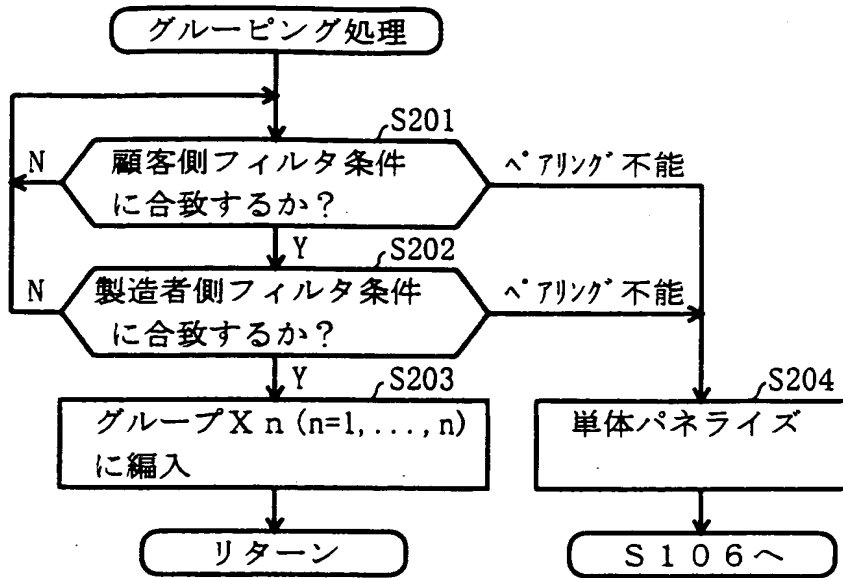 グルーピング処理
S201
N
顧客側フィルタ条件
に合致するか?
ペアリング不能
Y
S202
N
製造者側フィルタ条件
に合致するか?
ペアリング不能
Y
S203
グループXn(n=1,...,n)
に編入
S204
単体パネライズ
リターン
S106へ